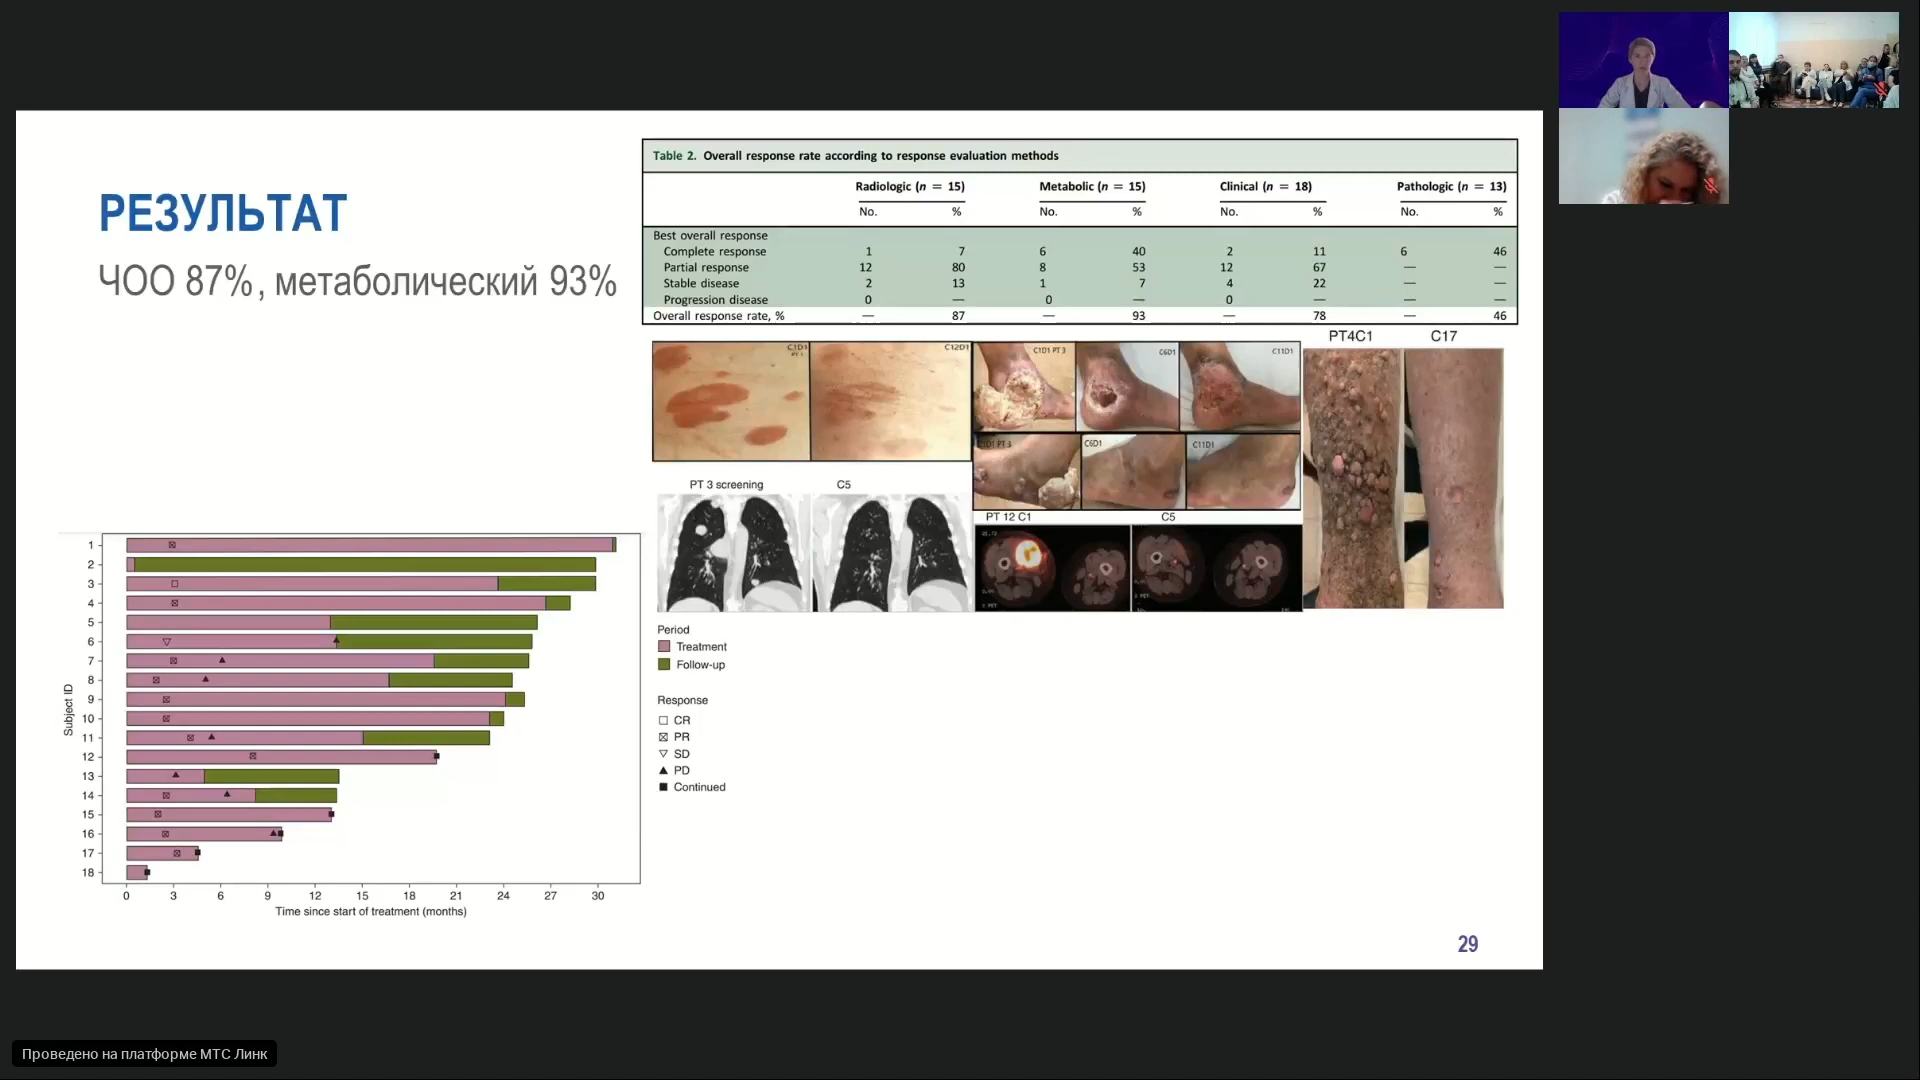 РЕЗУЛЬТАТ
ЧОО 87%, метаболический 93%
Table 2. Overall response rate according to response evaluation methods
Radiologic (n = 15) Metabolic (n = 15) Clinical (n = 18) Pathologic (n = 13)
No. % No. % No. % No. %
Best overall response
Complete response 1 7 6 40 2 11 6 46
Partial response 12 80 8 53 12 67 — —
Stable disease 2 13 1 7 4 22 — —
Progression disease 0 — 0 — 0 — — —
Overall response rate, % — 87 — 93 — 78 — 46
PT4C1 C17
C1D1 PT 1 C12D1
C1D1 PT 3 C6D1 C11D1
C1D1 PT 3 C6D1 C11D1
PT 3 screening C5
PT 12 C1 C5
Subject ID
1
2
3
4
5
6
7
8
9
10
11
12
13
14
15
16
17
18
0 3 6 9 12 15 18 21 24 27 30
Time since start of treatment (months)
Period
Treatment
Follow-up
Response
CR
PR
SD
PD
Continued
29
Проведено на платформе МТС Линк